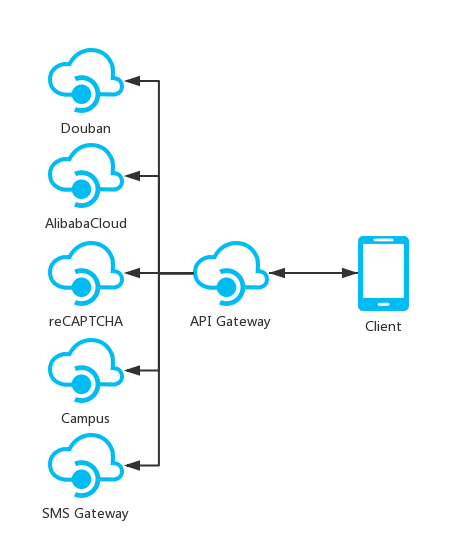 Douban
AlibabaCloud
reCAPTCHA
API Gateway
Client
Campus
SMS Gateway